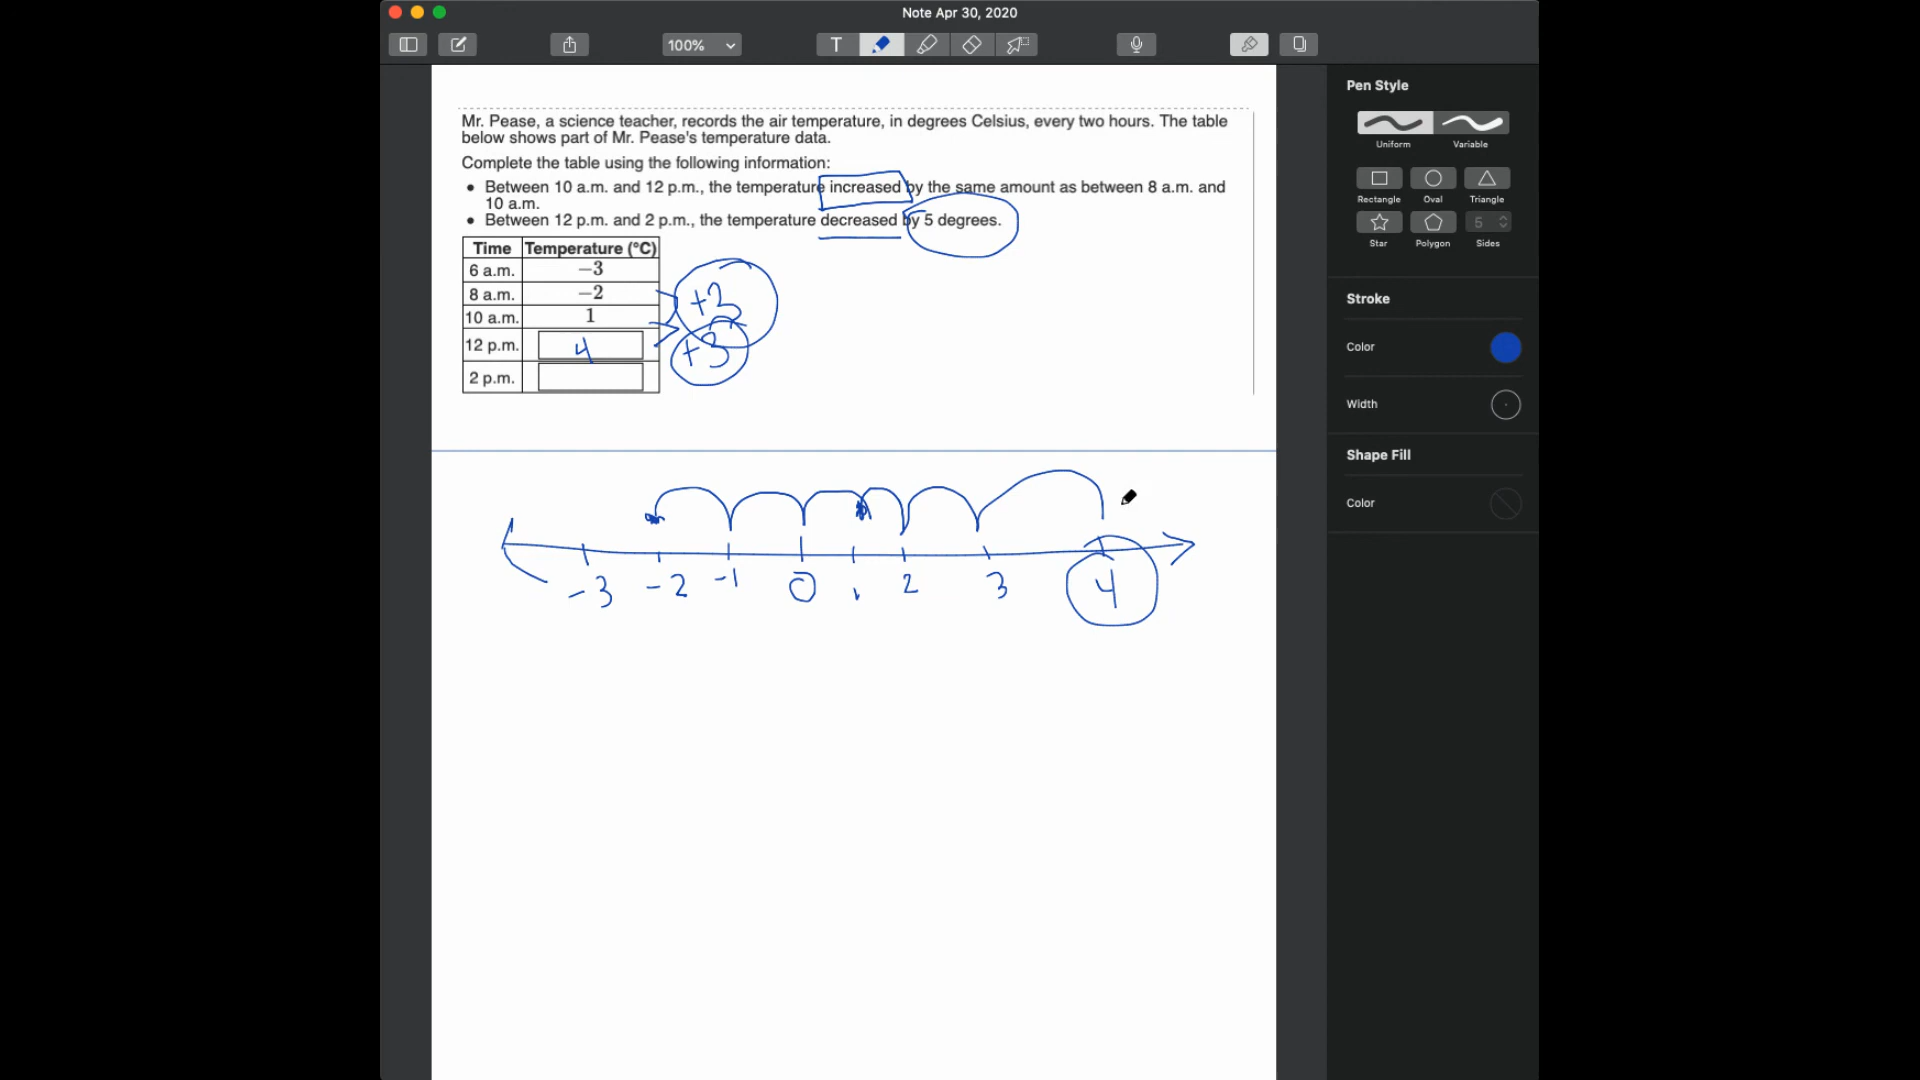 Note Apr 30, 2020
100%
T
Pen Style
Uniform Variable
Rectangle Oval Triangle
5
Star Polygon Sides
Stroke
Color
Width
Shape Fill
Color
Mr. Pease, a science teacher, records the air temperature, in degrees Celsius, every two hours. The table
below shows part of Mr. Pease's temperature data.
Complete the table using the following information:
• Between 10 a.m. and 12 p.m., the temperature increased by the same amount as between 8 a.m. and
10 a.m.
• Between 12 p.m. and 2 p.m., the temperature decreased by 5 degrees.
Time Temperature (°C)
6 a.m. −3
8 a.m. −2
10 a.m. 1
12 p.m. 4
2 p.m.
+3
+3
-3 -2 -1 0 1 2 3 4